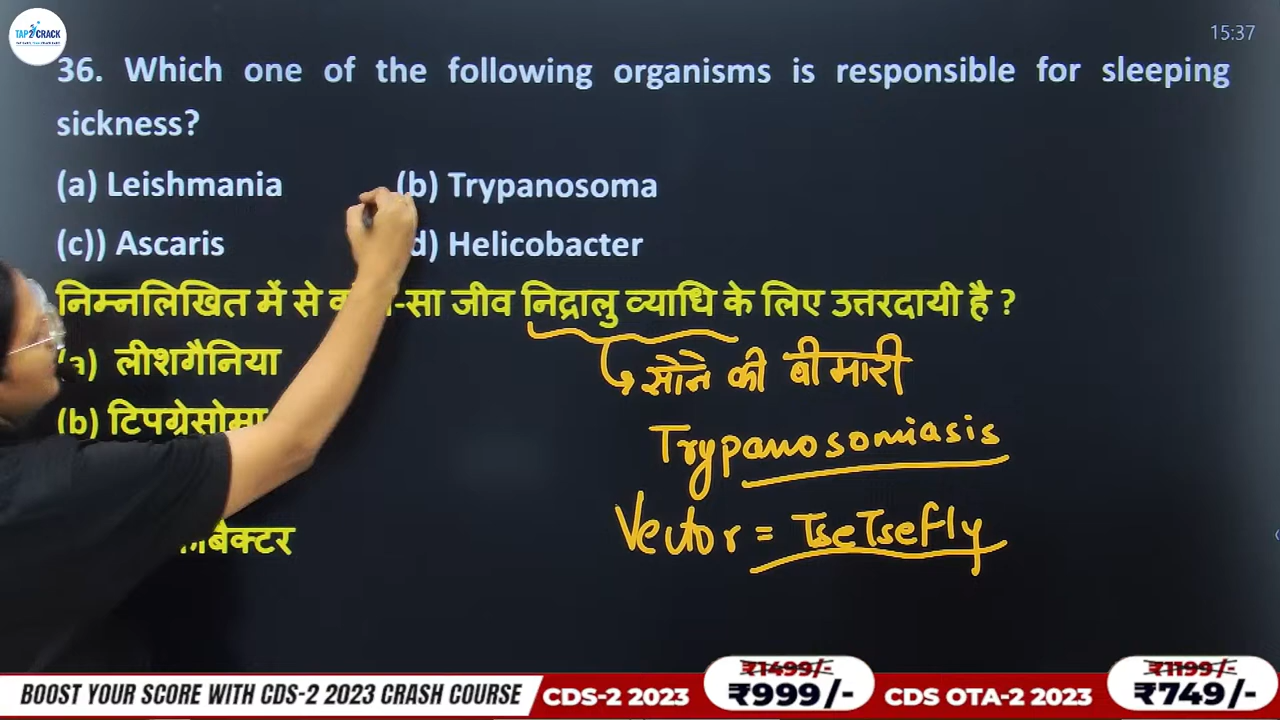 TAP2CRACK
15:37
36. Which one of the following organisms is responsible for sleeping
sickness?
(a) Leishmania (b) Trypanosoma
(c)) Ascaris d) Helicobacter
निम्नलिखित में से -सा जीव निद्रालु व्याधि के लिए उत्तरदायी है ?
a) लीशगैनिया
सौने की बीमारी
(b) टिपग्रेसोमा
Trypanosomiasis
Vector = TseTsefly
बैक्टर
BOOST YOUR SCORE WITH CDS-2 2023 CRASH COURSE CDS-2 2023 ₹1499/- ₹999/- CDS OTA-2 2023 ₹1199/- ₹749/-